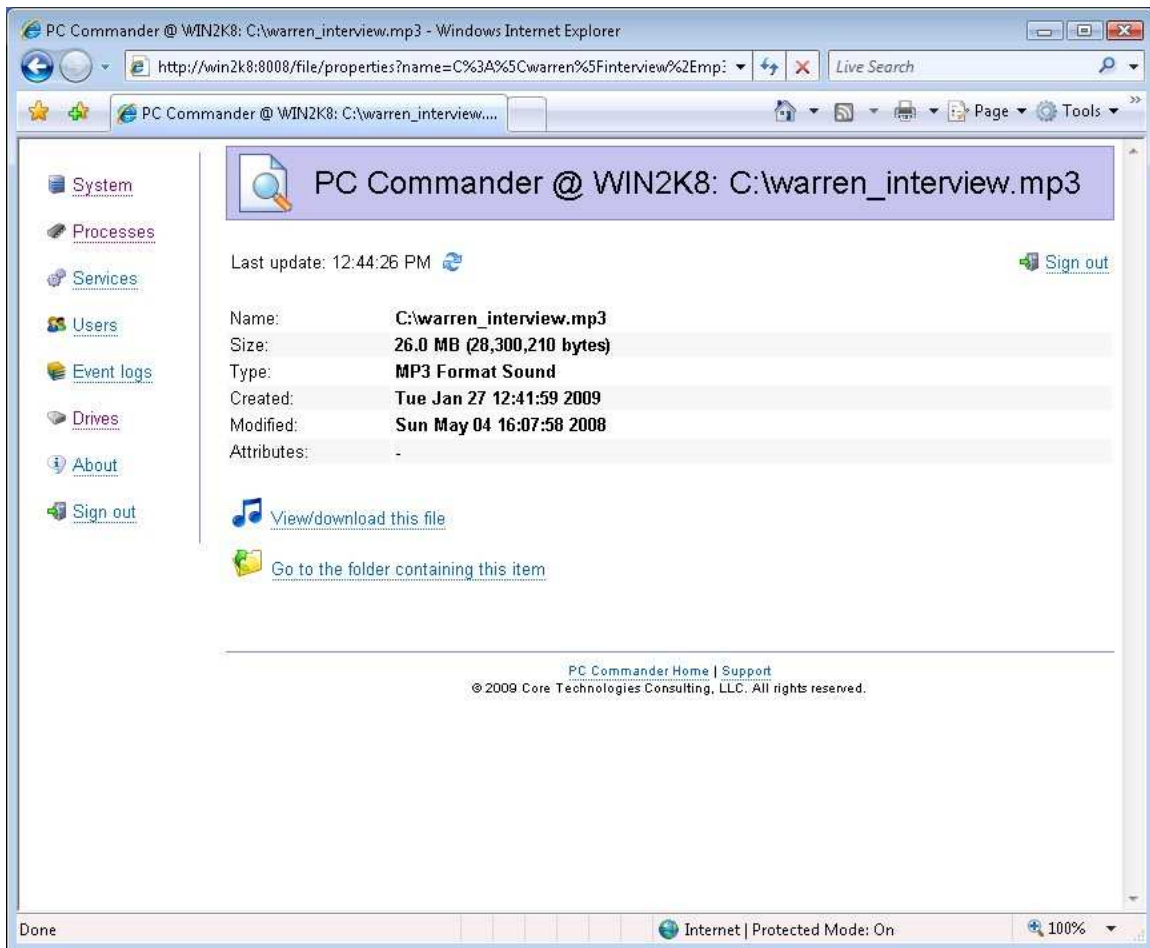 PC Commander @ WIN2K8: C:\warren_interview.mp3 - Windows Internet Explorer
http://win2k8:8008/file/properties?name=C%3A%5Cwarren%5Finterview%2Emp3
Live Search
PC Commander @ WIN2K8: C:\warren_interview....
Page
Tools
System
Processes
Services
Users
Event logs
Drives
About
Sign out
PC Commander @ WIN2K8: C:\warren_interview.mp3
Last update: 12:44:26 PM
Sign out
Name: C:\warren_interview.mp3
Size: 26.0 MB (28,300,210 bytes)
Type: MP3 Format Sound
Created: Tue Jan 27 12:41:59 2009
Modified: Sun May 04 16:07:58 2008
Attributes: -
View/download this file
Go to the folder containing this item
PC Commander Home | Support
© 2009 Core Technologies Consulting, LLC. All rights reserved.
Done
Internet | Protected Mode: On
100%